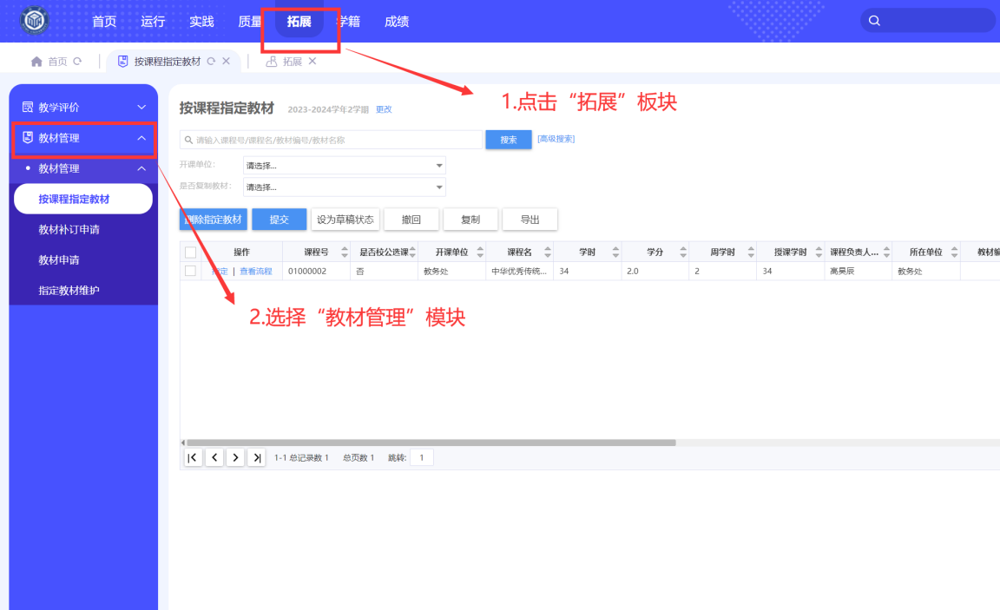 首页 运行 实践 质量 拓展 学籍 成绩
首页 按课程指定教材 拓展
1.点击“拓展”板块
教学评价
教材管理
教材管理
按课程指定教材
教材补订申请
教材申请
指定教材维护
按课程指定教材 2023-2024学年2学期 更改
请输入课程号/课程名/教材编号/教材名称 搜索 [高级搜索]
开课单位: 请选择...
是否复制教材: 请选择...
删除指定教材 提交 设为草稿状态 撤回 复制 导出
操作 课程号 是否校公选课 开课单位 课程名 学时 学分 周学时 授课学时 课程负责人... 所在单位 教材编
指定 | 查看流程 01000002 否 教务处 中华优秀传统... 34 2.0 2 34 高昊辰 教务处
2.选择“教材管理”模块
1-1 总记录数 1 总页数 1 跳转: 1